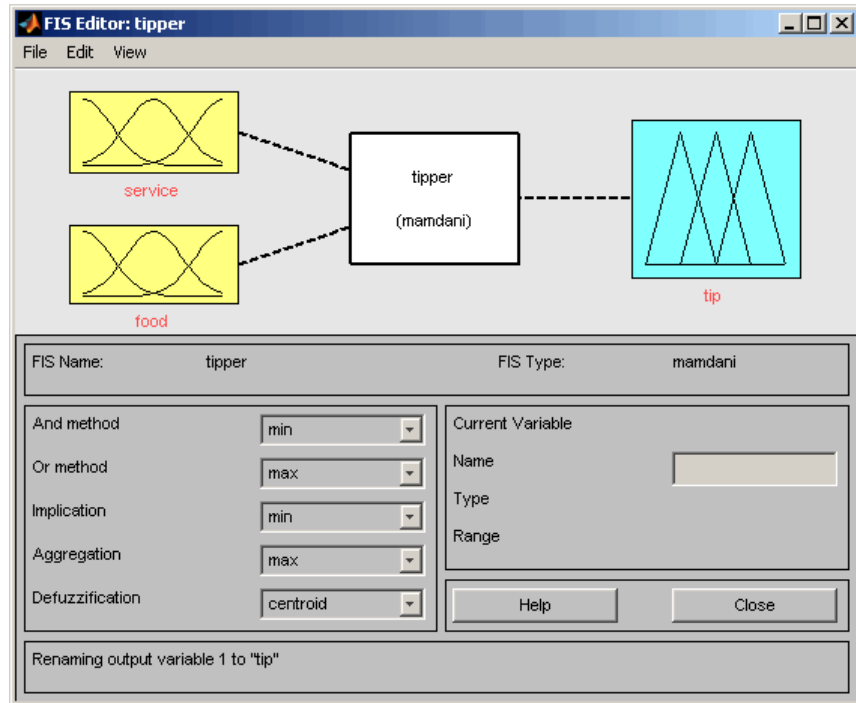 FIS Editor: tipper
File Edit View
service
food
tipper
(mamdani)
tip
FIS Name: tipper FIS Type: mamdani
And method min
Or method max
Implication min
Aggregation max
Defuzzification centroid
Current Variable
Name
Type
Range
Help Close
Renaming output variable 1 to "tip"